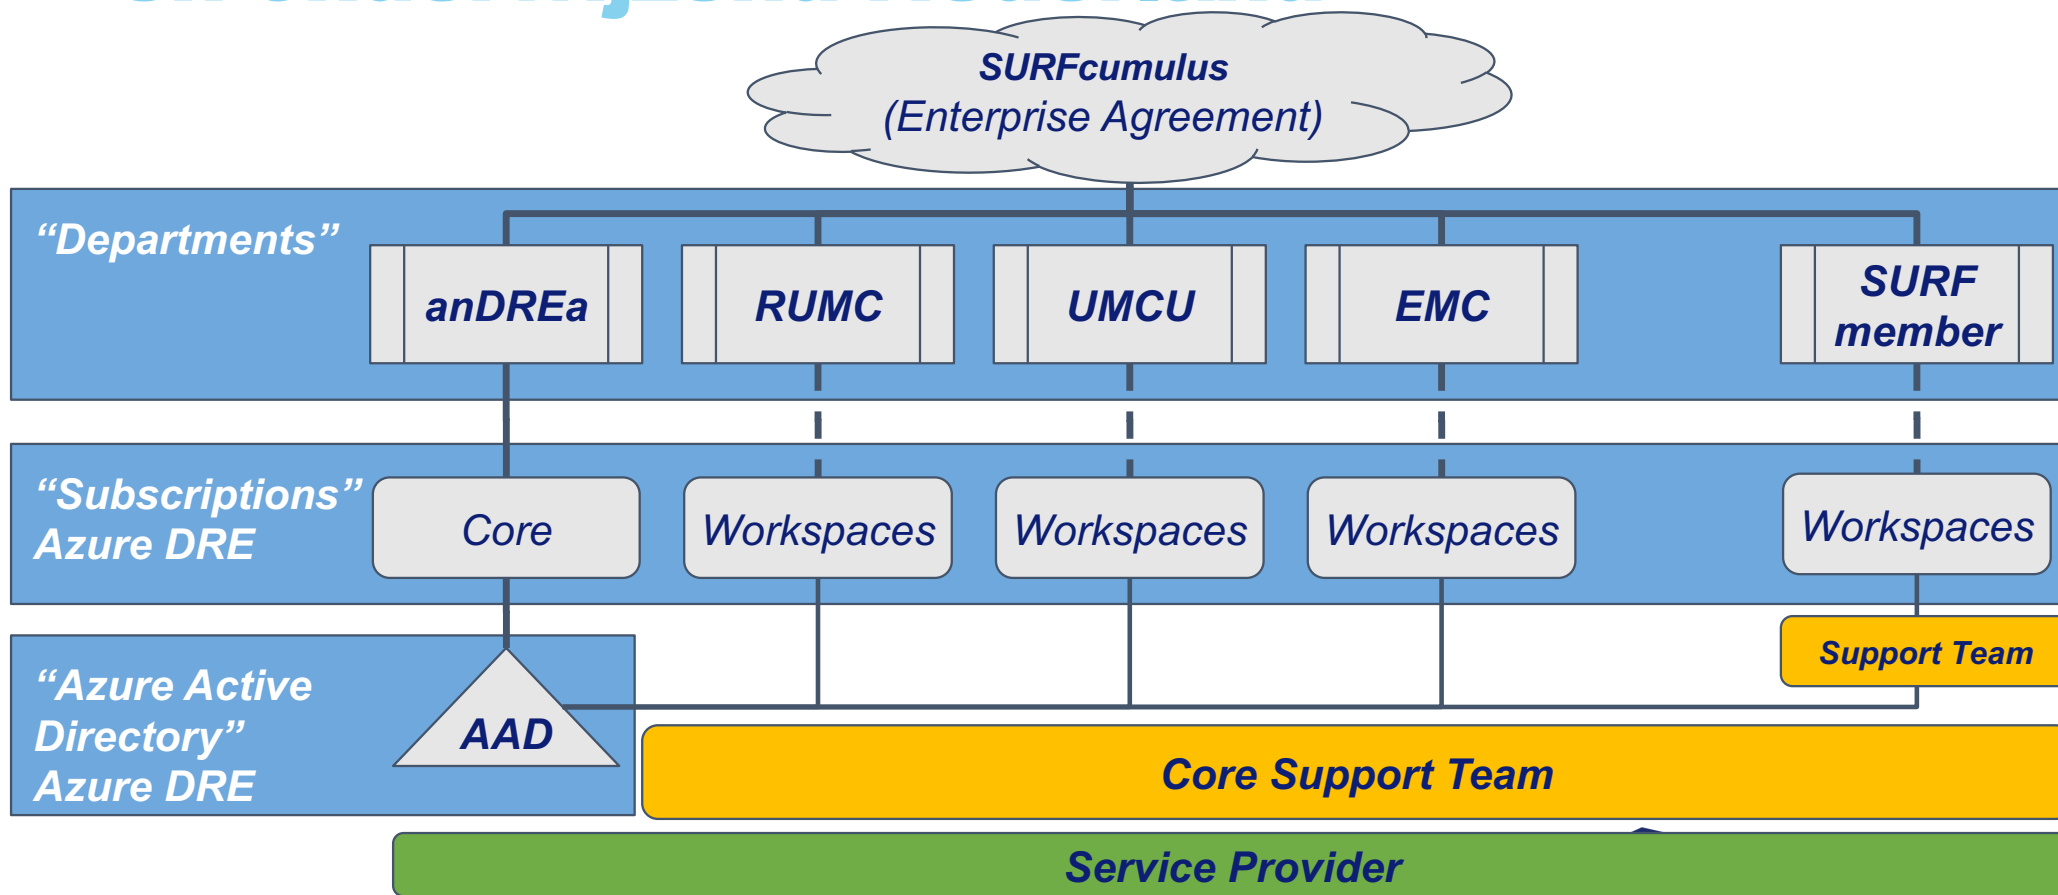 SURFcumulus
(Enterprise Agreement)
“Departments”
anDREa
RUMC
UMCU
EMC
SURF
member
“Subscriptions”
Azure DRE
Core
Workspaces
Workspaces
Workspaces
Workspaces
Support Team
“Azure Active
Directory”
Azure DRE
AAD
Core Support Team
Service Provider